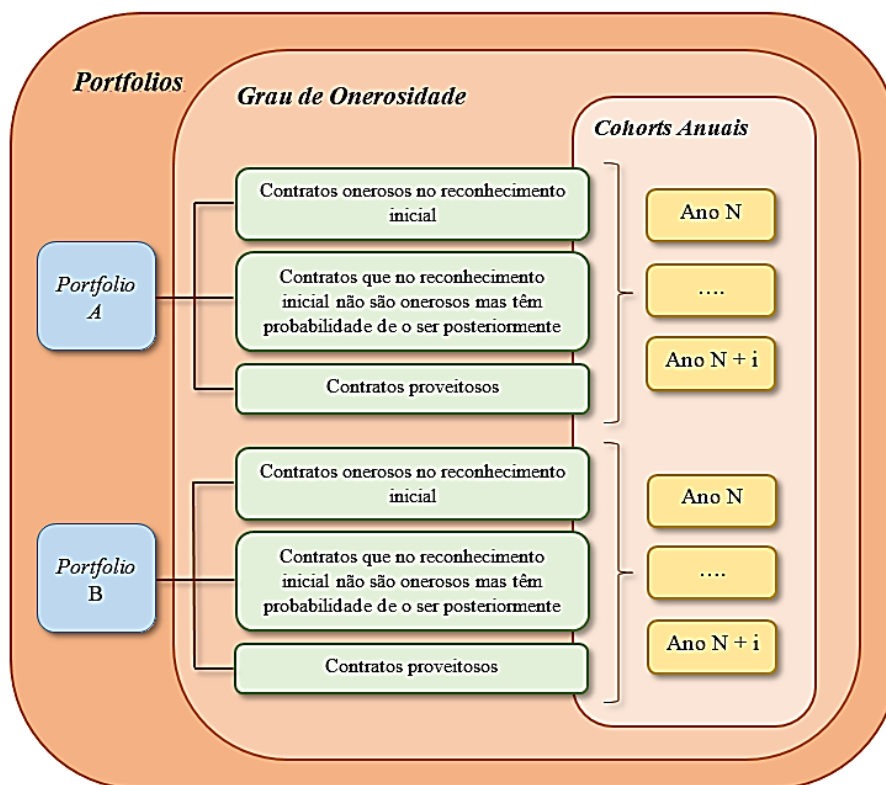 Portfolios
Grau de Onerosidade
Cohorts Anuais
Portfolio
A
Contratos onerosos no reconhecimento
inicial
Contratos que no reconhecimento
inicial não são onerosos mas têm
probabilidade de o ser posteriormente
Contratos proveitosos
Ano N
....
Ano N + i
Portfolio
B
Contratos onerosos no reconhecimento
inicial
Contratos que no reconhecimento
inicial não são onerosos mas têm
probabilidade de o ser posteriormente
Contratos proveitosos
Ano N
....
Ano N + i